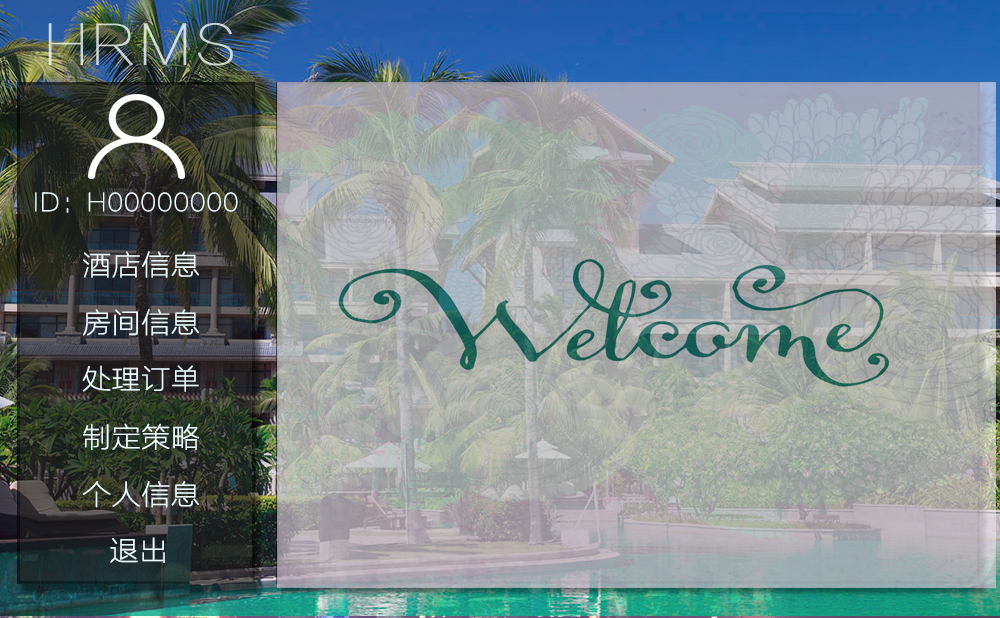 HRMS
ID：H00000000
酒店信息
房间信息
处理订单
制定策略
个人信息
退出
Welcome